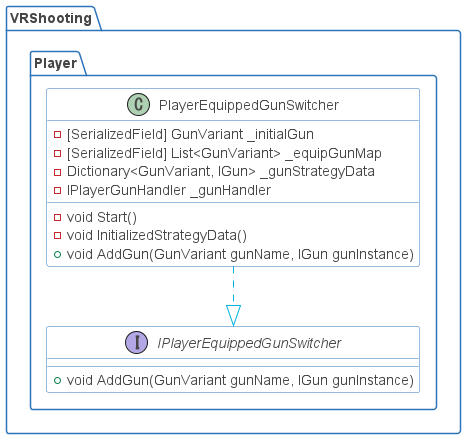 VRShooting
Player
C PlayerEquippedGunSwitcher
[SerializedField] GunVariant _initialGun
[SerializedField] List<GunVariant> _equipGunMap
Dictionary<GunVariant, IGun> _gunStrategyData
IPlayerGunHandler _gunHandler
void Start()
void InitializedStrategyData()
void AddGun(GunVariant gunName, IGun gunInstance)
I IPlayerEquippedGunSwitcher
void AddGun(GunVariant gunName, IGun gunInstance)